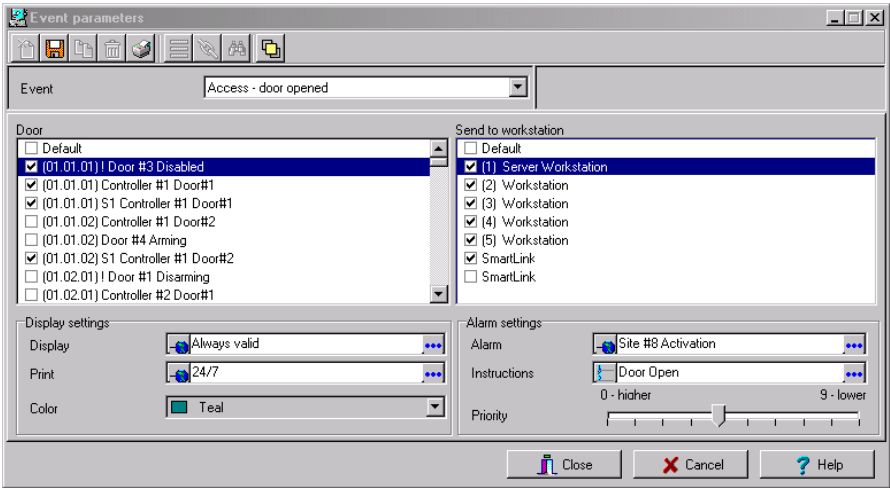 Event parameters
Event
Access - door opened
Door
Default
(01.01.01) ! Door #3 Disabled
(01.01.01) Controller #1 Door#1
(01.01.01) S1 Controller #1 Door#1
(01.01.02) Controller #1 Door#2
(01.01.02) Door #4 Arming
(01.01.02) S1 Controller #1 Door#2
(01.02.01) ! Door #1 Disarming
(01.02.01) Controller #2 Door#1
Send to workstation
Default
(1) Server Workstation
(2) Workstation
(3) Workstation
(4) Workstation
(5) Workstation
SmartLink
SmartLink
Display settings
Display
Always valid
Print
24/7
Color
Teal
Alarm settings
Alarm
Site #8 Activation
Instructions
Door Open
0 - higher 9 - lower
Priority
Close Cancel Help